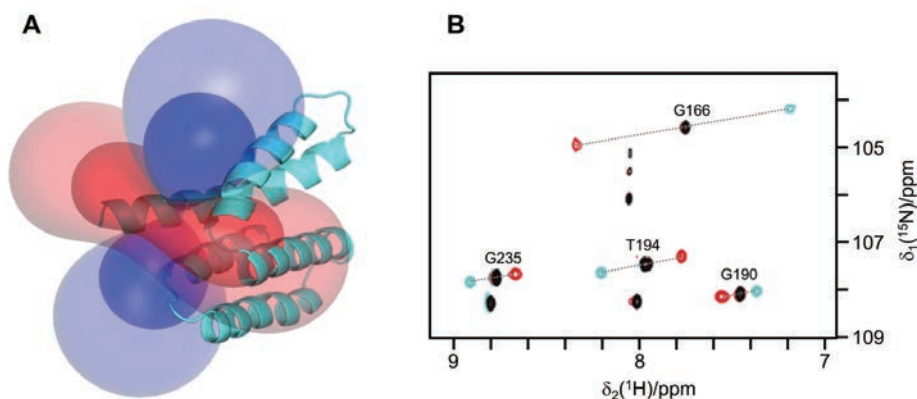 A
B
G166
105
T194
107
G235
G190
109
9
8
7
δ₂(¹H)/ppm
δ₁(¹⁵N)/ppm